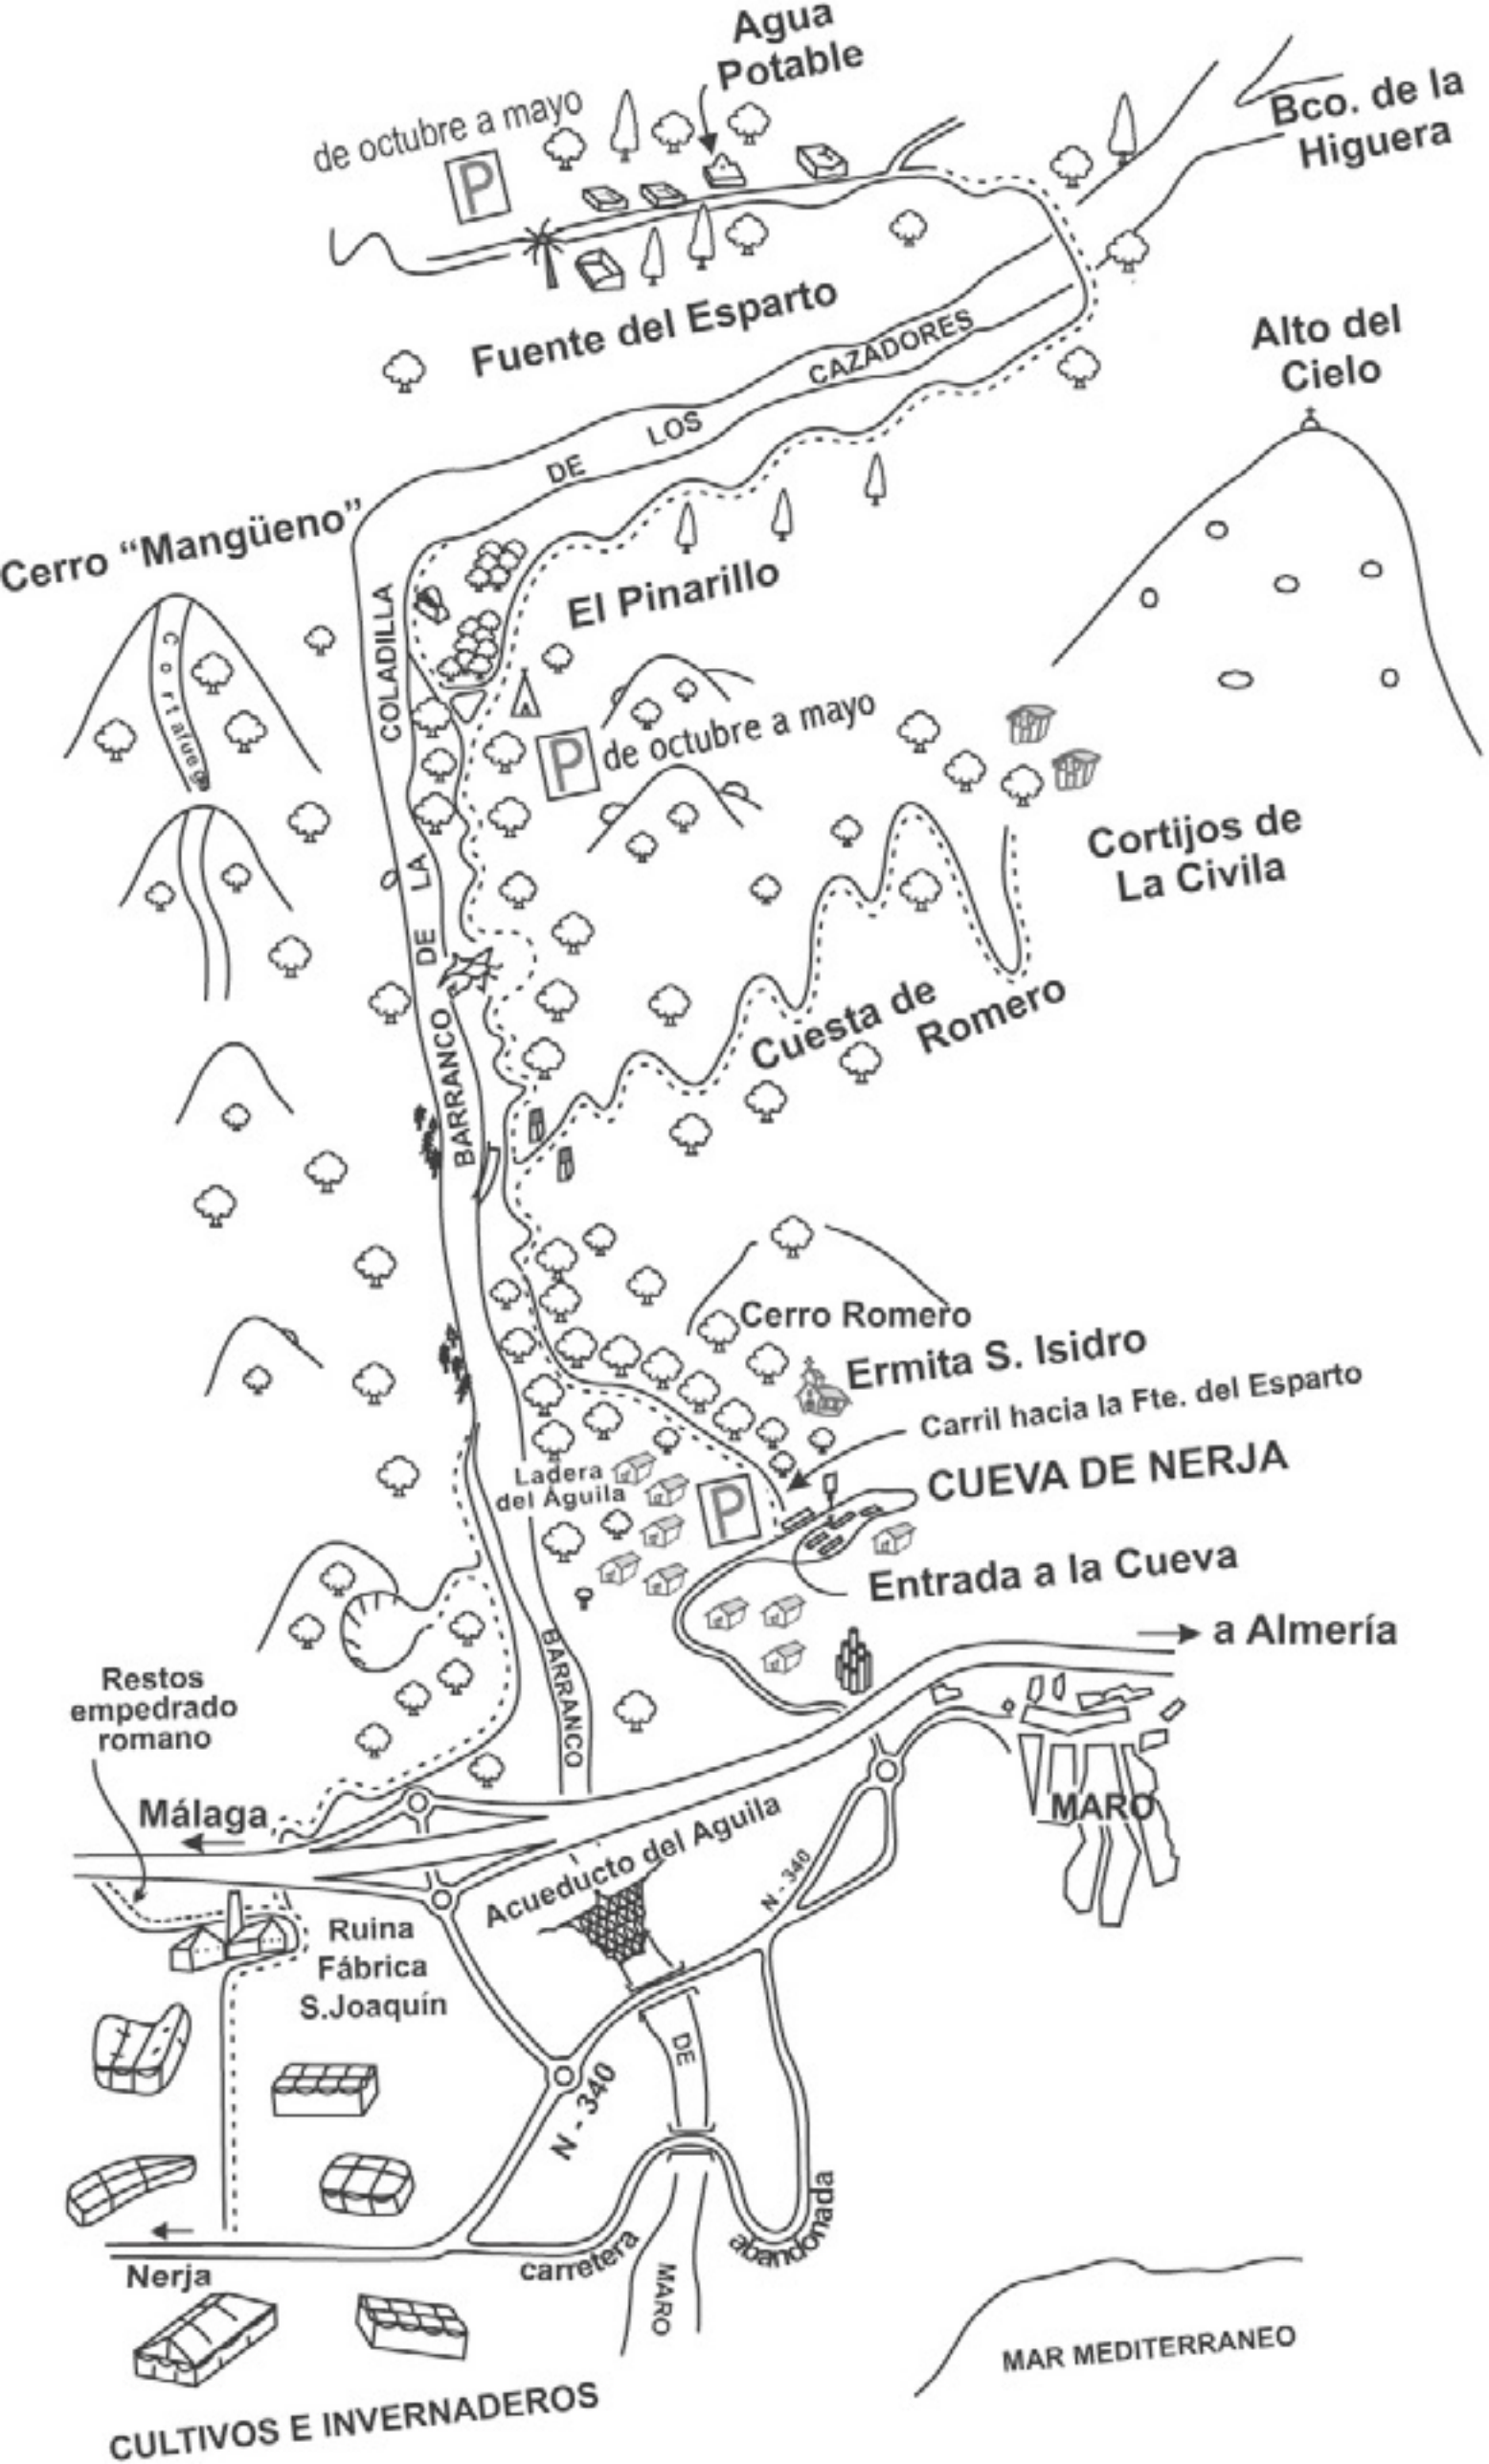 Agua
Potable
de octubre a mayo
P
Bco. de la
Higuera
Fuente del Esparto
Alto del
Cielo
BARRANCO DE LA COLADILLA DE LOS CAZADORES
Cerro “Mangüeno”
Cortafuego
El Pinarillo
P de octubre a mayo
Cortijos de
La Civila
Cuesta de
Romero
Cerro Romero
Ermita S. Isidro
Carril hacia la Fte. del Esparto
CUEVA DE NERJA
Ladera
del Aguila
P
Entrada a la Cueva
a Almería
Restos
empedrado
romano
Málaga
BARRANCO
DE
MARO
MARO
Acueducto del Aguila
N - 340
Ruina
Fábrica
S.Joaquín
N - 340
carretera
abandonada
Nerja
MAR MEDITERRANEO
CULTIVOS E INVERNADEROS